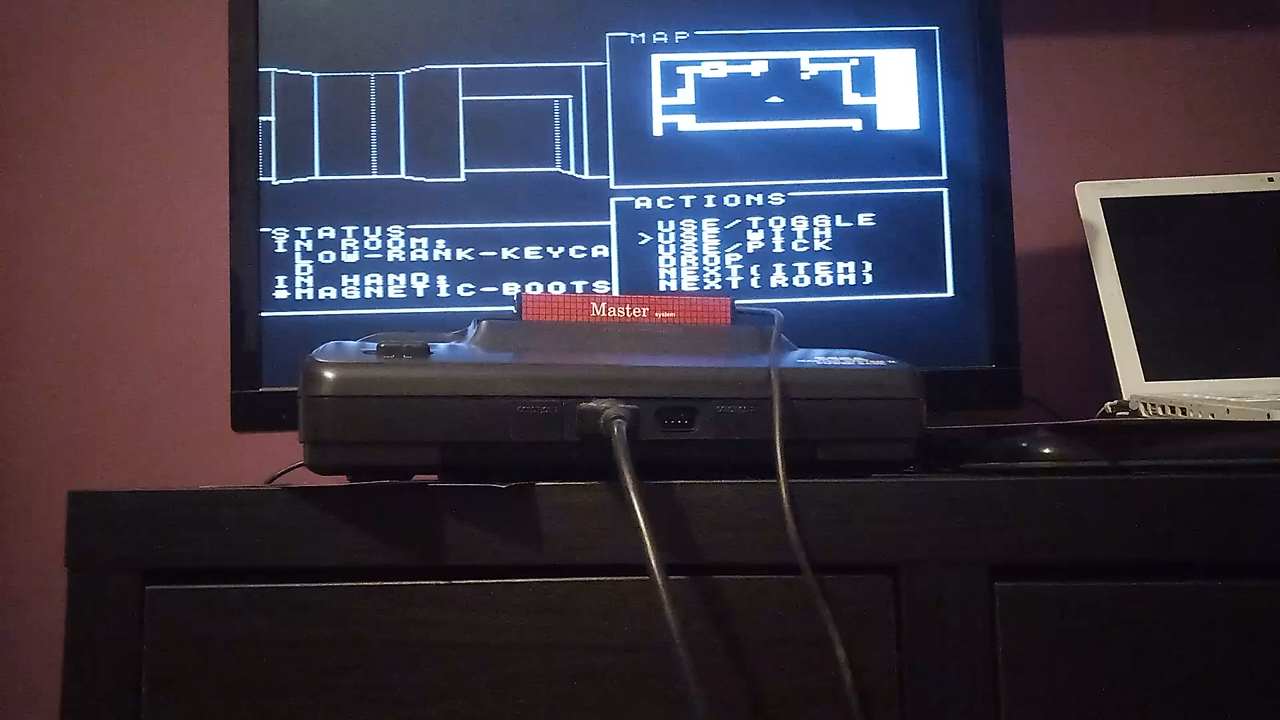 MAP
ACTIONS
USE/TOGGLE
>USE/WITH
USE/PICK
DROP
NEXT(ITEM)
NEXT(ROOM)
STATUS
IN ROOM:
LOW-RANK-KEYCA
D
IN HAND:
*MAGNETIC-BOOTS
Master system